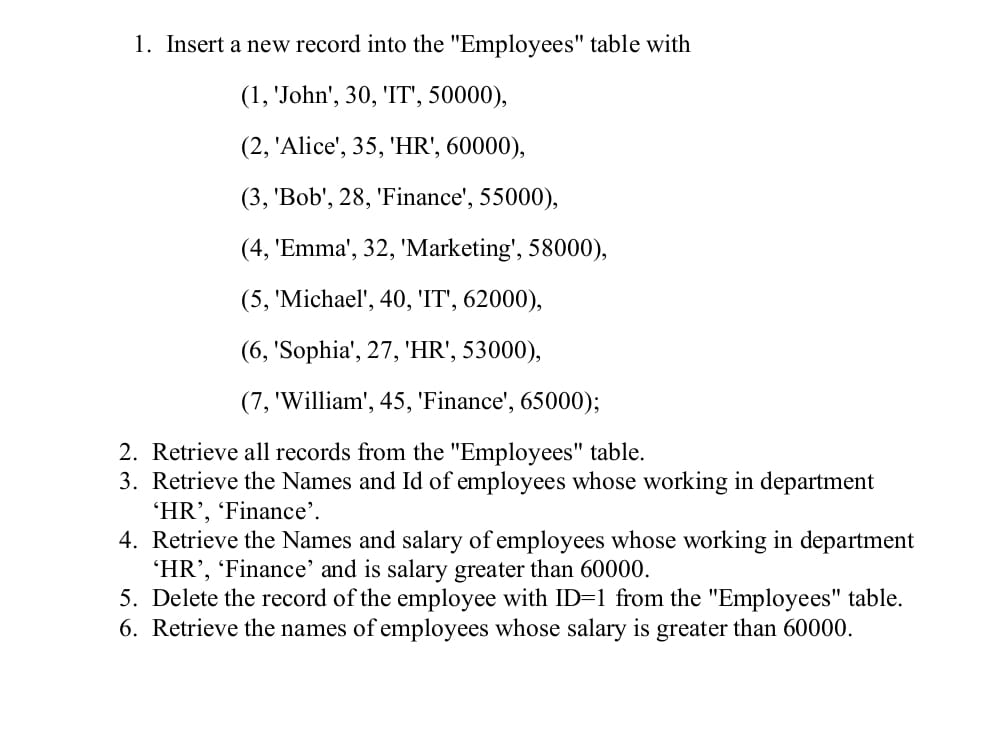 1. Insert a new record into the "Employees" table with
(1, 'John', 30, 'IT', 50000),
(2, 'Alice', 35, 'HR', 60000),
(3, 'Bob', 28, 'Finance', 55000),
(4, 'Emma', 32, 'Marketing', 58000),
(5, 'Michael', 40, 'IT', 62000),
(6, 'Sophia', 27, 'HR', 53000),
(7, 'William', 45, 'Finance', 65000);
2. Retrieve all records from the "Employees" table.
3. Retrieve the Names and Id of employees whose working in department
‘HR’, ‘Finance’.
4. Retrieve the Names and salary of employees whose working in department
‘HR’, ‘Finance’ and is salary greater than 60000.
5. Delete the record of the employee with ID=1 from the "Employees" table.
6. Retrieve the names of employees whose salary is greater than 60000.